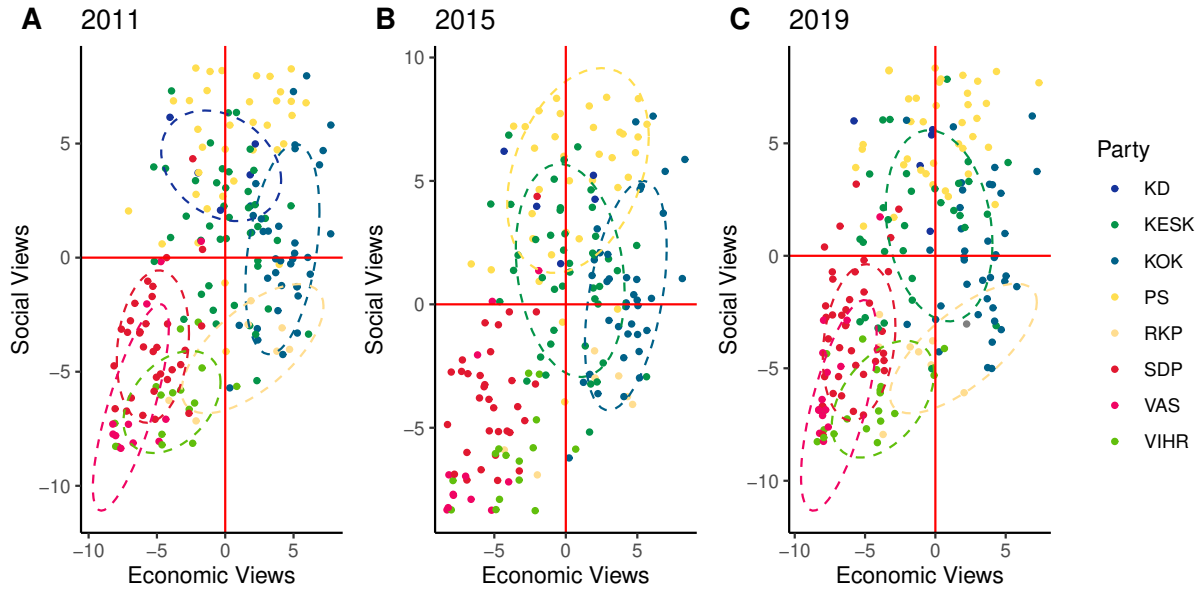 A 2011
B 2015
C 2019
Social Views
5
0
−5
−10
−10 −5 0 5
Economic Views
Social Views
10
5
0
−5
−5 0 5
Economic Views
Social Views
5
0
−5
−10
−10 −5 0 5
Economic Views
Party
KD
KESK
KOK
PS
RKP
SDP
VAS
VIHR